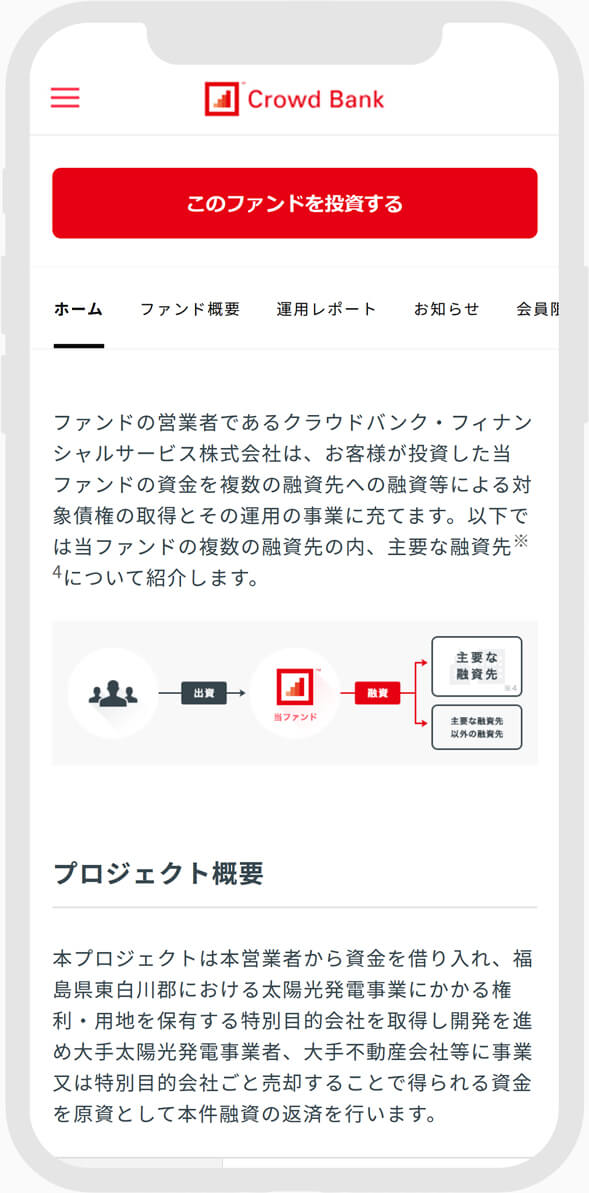 Crowd Bank
このファンドを投資する
ホーム ファンド概要 運用レポート お知らせ 会員限
ファンドの営業者であるクラウドバンク・フィナン
シャルサービス株式会社は、お客様が投資した当
ファンドの資金を複数の融資先への融資等による対
象債権の取得とその運用の事業に充てます。以下で
は当ファンドの複数の融資先の内、主要な融資先※
4について紹介します。
出資
当ファンド
融資
主要な
融資先
※4
主要な融資先
以外の融資先
プロジェクト概要
本プロジェクトは本営業者から資金を借り入れ、福
島県東白川郡における太陽光発電事業にかかる権
利・用地を保有する特別目的会社を取得し開発を進
め大手太陽光発電事業者、大手不動産会社等に事業
又は特別目的会社ごと売却することで得られる資金
を原資として本件融資の返済を行います。